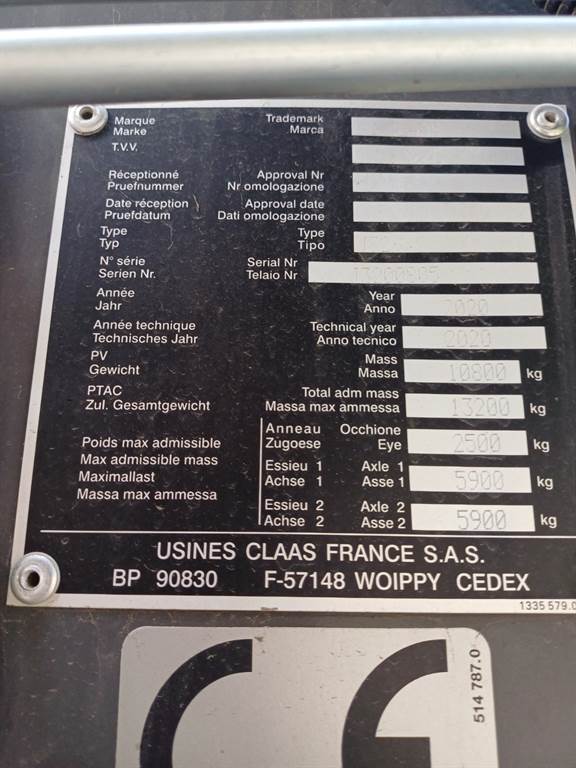 Marque Trademark
Marke Marca
T.V.V.
Réceptionné Approval Nr
Pruefnummer Nr omologazione
Date réception Approval date
Pruefdatum Dati omologazione
Type Type
Typ Tipo
N° série Serial Nr
Serien Nr. Telaio Nr
Année Year
Jahr Anno 2020
Année technique Technical year
Technisches Jahr Anno tecnico 2020
PV Mass
Gewicht Massa 10800 kg
PTAC Total adm mass
Zul. Gesamtgewicht Massa max ammessa 13200 kg
Poids max admissible
Max admissible mass
Maximallast
Massa max ammessa
Anneau Occhione
Zugoese Eye 2500 kg
Essieu 1 Axle 1
Achse 1 Asse 1 5900 kg
Essieu 2 Axle 2
Achse 2 Asse 2 5900 kg
USINES CLAAS FRANCE S.A.S.
BP 90830 F-57148 WOIPPY CEDEX
1335 579.0
CE
514 787.0